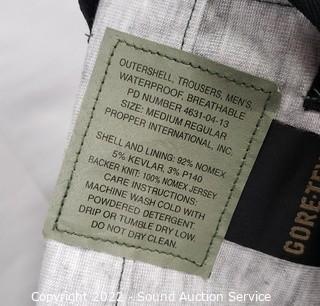 OUTERSHELL, TROUSERS, MEN'S,
WATERPROOF, BREATHABLE
PD NUMBER 4631-04-13
SIZE: MEDIUM REGULAR
PROPPER INTERNATIONAL, INC.
SHELL AND LINING: 92% NOMEX
5% KEVLAR, 3% P140
BACKER KNIT: 100% NOMEX JERSEY
CARE INSTRUCTIONS:
MACHINE WASH COLD WITH
POWDERED DETERGENT.
DRIP OR TUMBLE DRY LOW
DO NOT DRY CLEAN.
GORE-TE
Copyright 2022 - Sound Auction Service